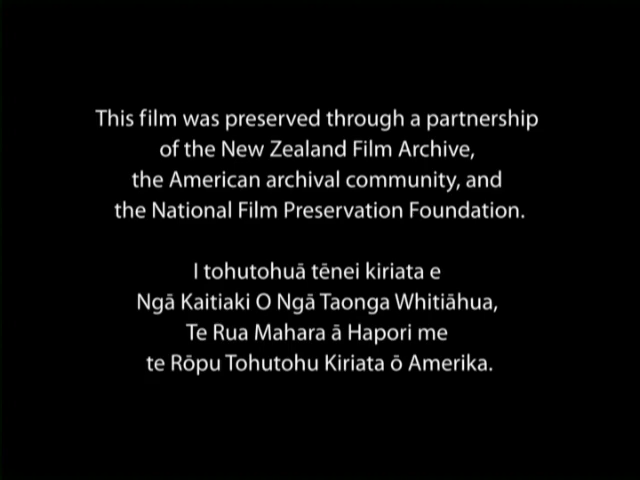 This film was preserved through a partnership
of the New Zealand Film Archive,
the American archival community, and
the National Film Preservation Foundation.
I tohutohuā tēnei kiriata e
Ngā Kaitiaki O Ngā Taonga Whitiāhua,
Te Rua Mahara ā Hapori me
te Rōpu Tohutohu Kiriata ō Amerika.